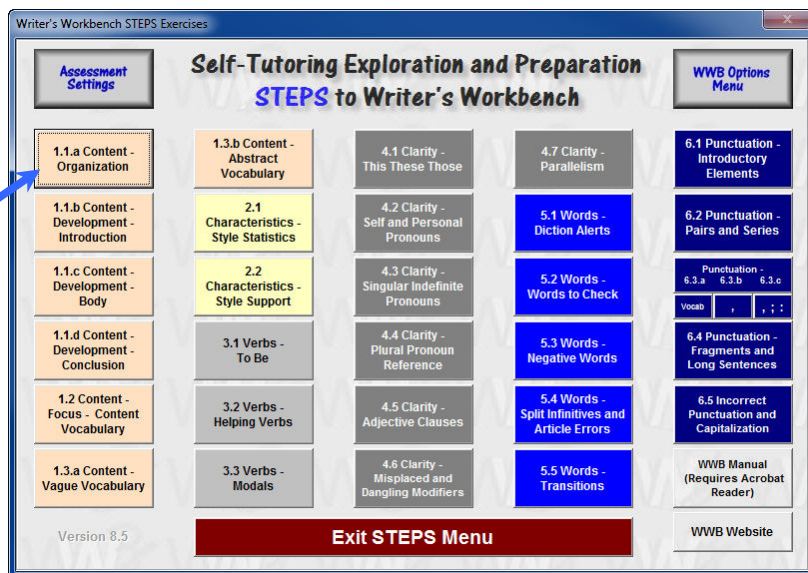 Writer's Workbench STEPS Exercises
Assessment
Settings
Self-Tutoring Exploration and Preparation
STEPS to Writer's Workbench
WWB Options
Menu
1.1.a Content -
Organization
1.3.b Content -
Abstract
Vocabulary
4.1 Clarity -
This These Those
4.7 Clarity -
Parallelism
6.1 Punctuation -
Introductory
Elements
1.1.b Content -
Development -
Introduction
2.1
Characteristics -
Style Statistics
4.2 Clarity -
Self and Personal
Pronouns
5.1 Words -
Diction Alerts
6.2 Punctuation -
Pairs and Series
1.1.c Content -
Development -
Body
2.2
Characteristics -
Style Support
4.3 Clarity -
Singular Indefinite
Pronouns
5.2 Words -
Words to Check
Punctuation -
6.3.a 6.3.b 6.3.c
Vocab , , ; :
1.1.d Content -
Development -
Conclusion
3.1 Verbs -
To Be
4.4 Clarity -
Plural Pronoun
Reference
5.3 Words -
Negative Words
6.4 Punctuation -
Fragments and
Long Sentences
1.2 Content -
Focus - Content
Vocabulary
3.2 Verbs -
Helping Verbs
4.5 Clarity -
Adjective Clauses
5.4 Words -
Split Infinitives and
Article Errors
6.5 Incorrect
Punctuation and
Capitalization
1.3.a Content -
Vague Vocabulary
3.3 Verbs -
Modals
4.6 Clarity -
Misplaced and
Dangling Modifiers
5.5 Words -
Transitions
WWB Manual
(Requires Acrobat
Reader)
Version 8.5
Exit STEPS Menu
WWB Website